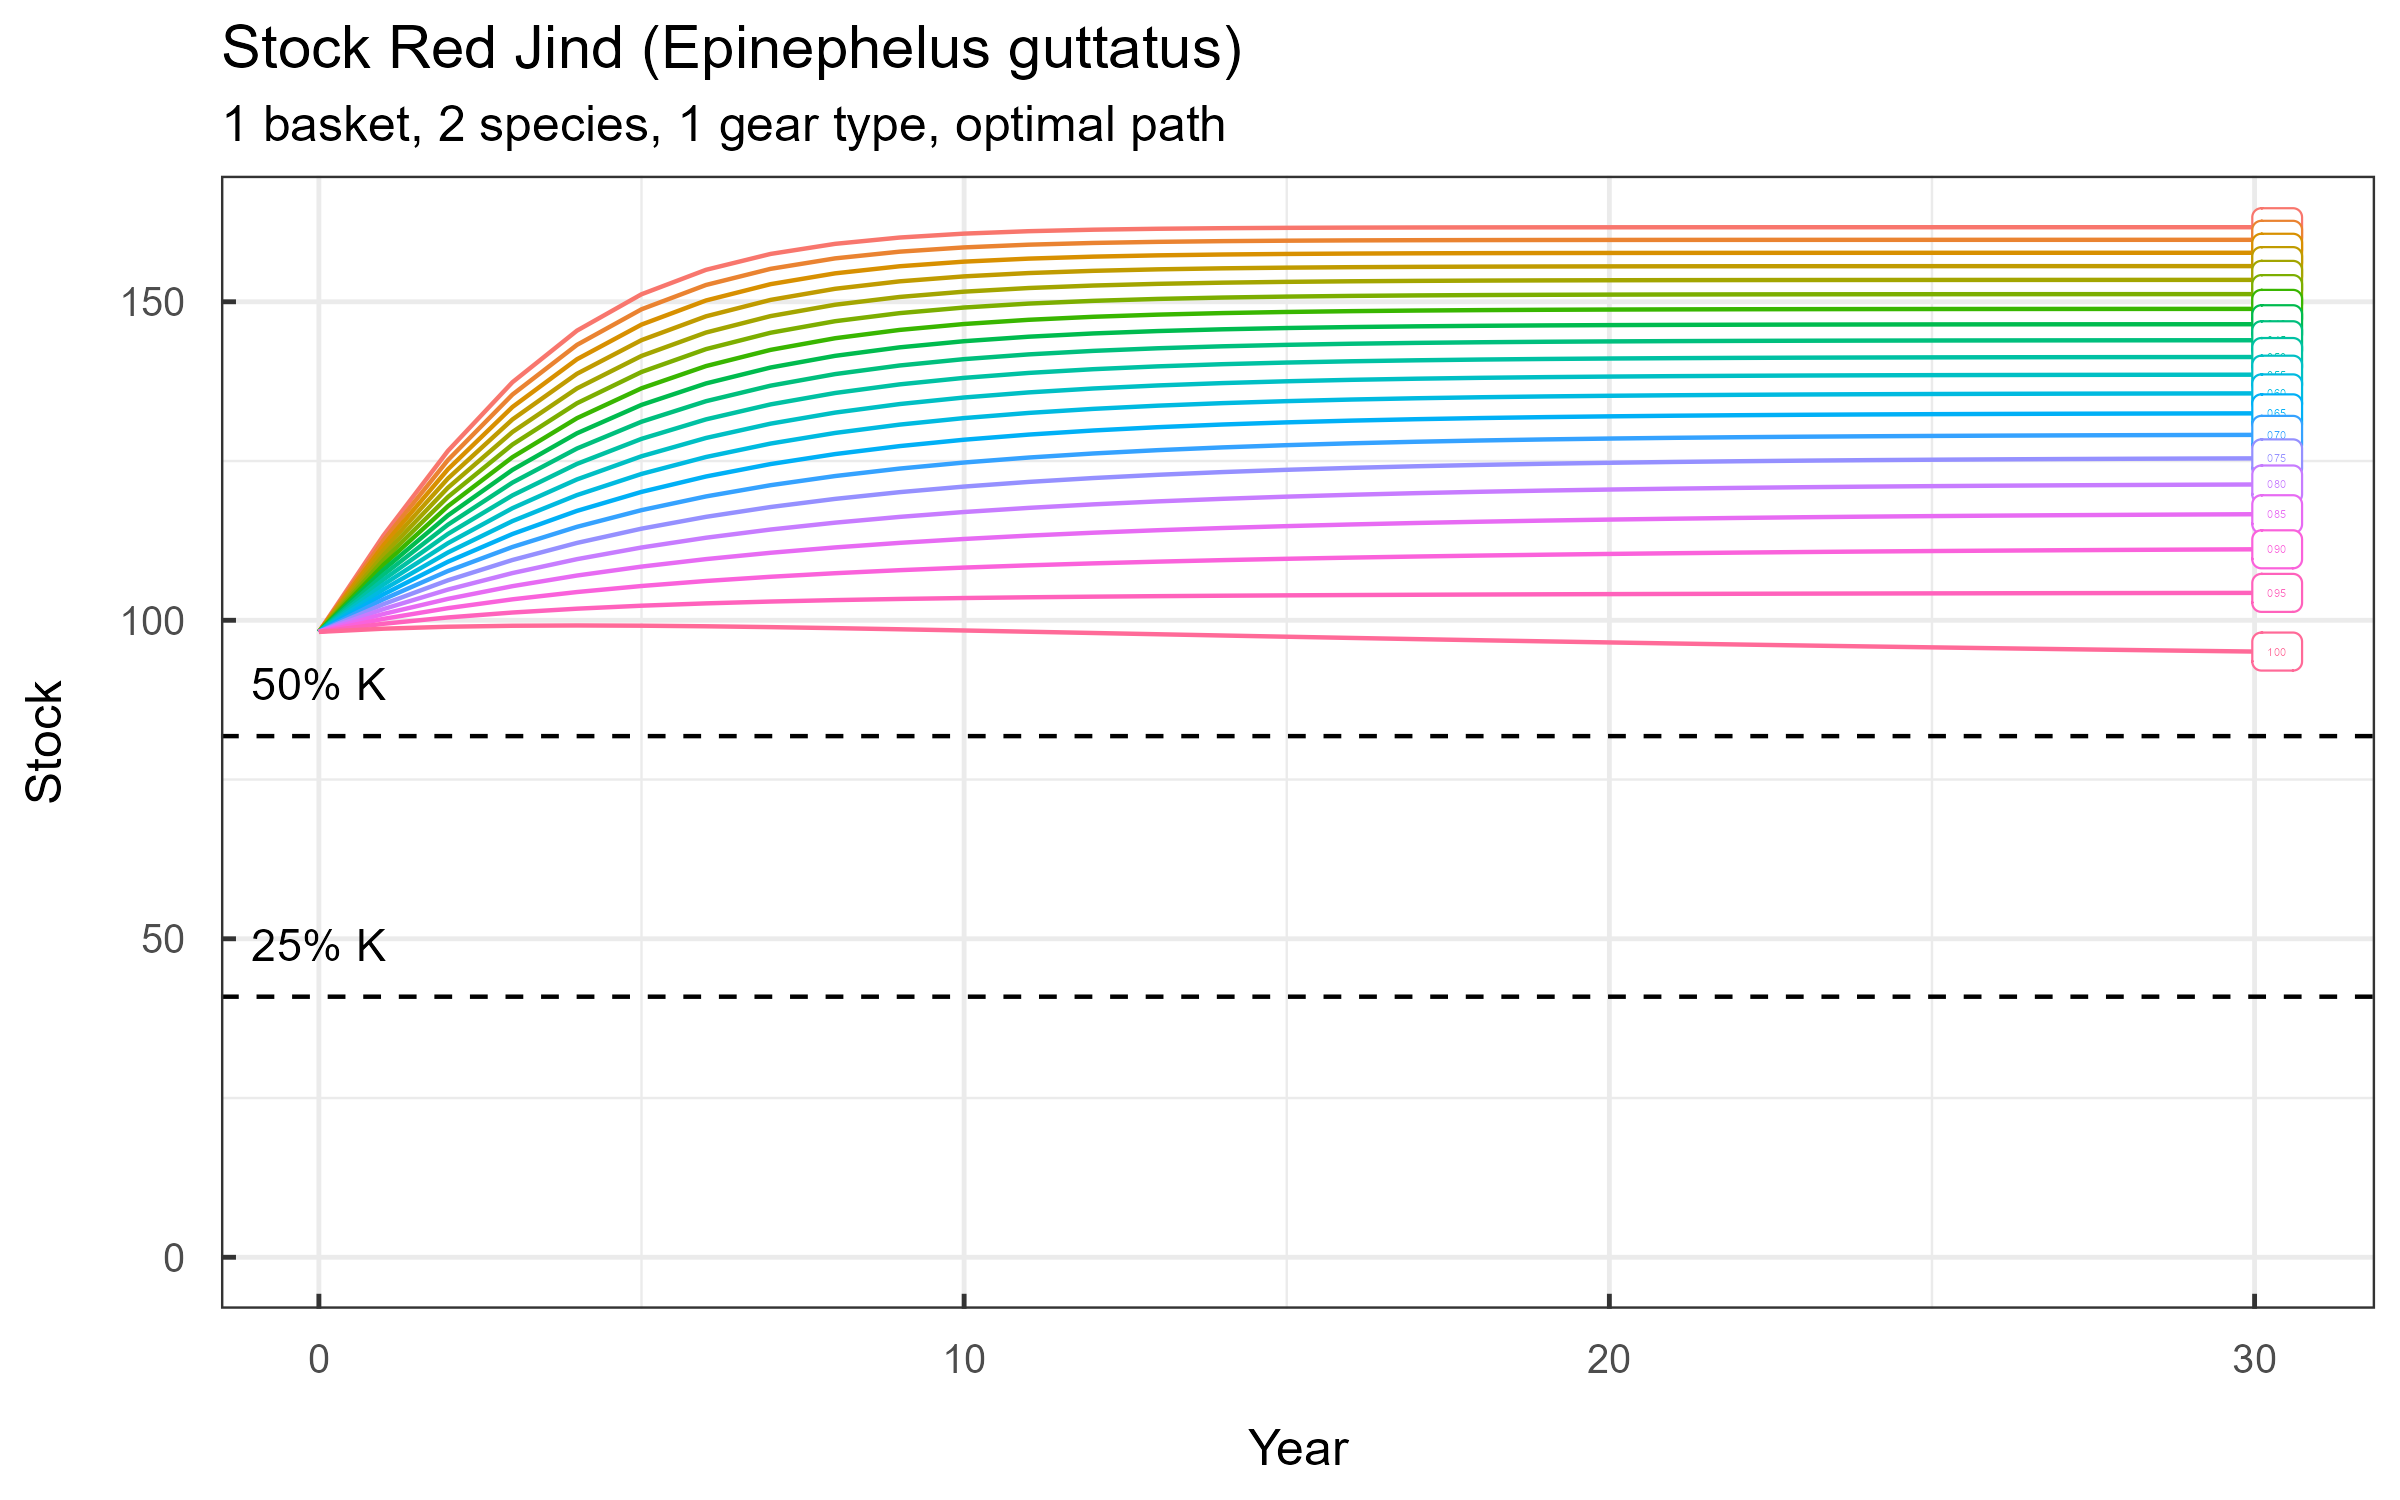 Stock Red Jind (Epinephelus guttatus)
1 basket, 2 species, 1 gear type, optimal path
Stock
150
100
50
0
50% K
25% K
065
070
075
080
085
090
095
100
0 10 20 30
Year